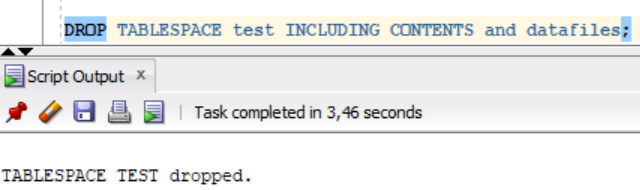 DROP TABLESPACE test INCLUDING CONTENTS and datafiles;
Script Output x
Task completed in 3,46 seconds
TABLESPACE TEST dropped.